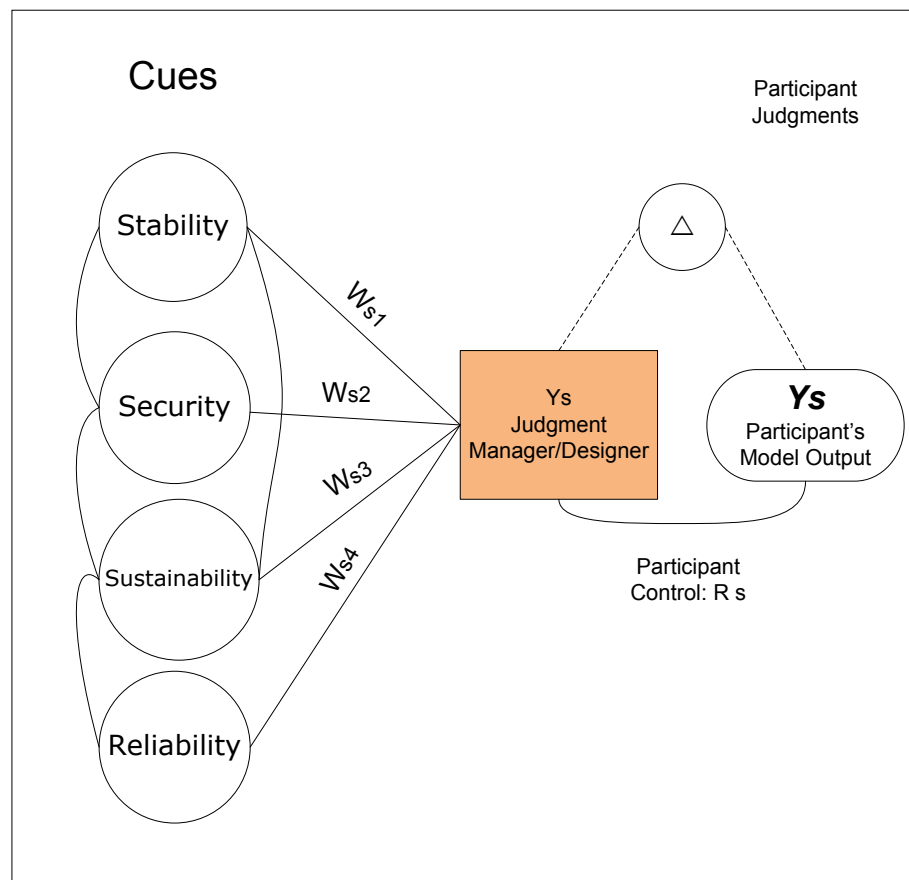 Cues
Participant
Judgments
Stability
△
Ws1
Security
Ws2
Ys
Judgment
Manager/Designer
Ys
Participant's
Model Output
Ws3
Sustainability
Ws4
Participant
Control: R s
Reliability